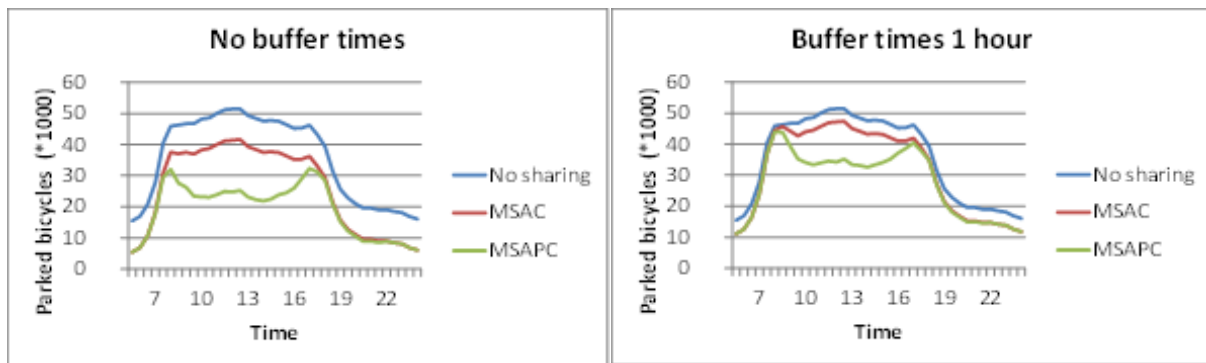 No buffer times
Parked bicycles (*1000)
60
50
40
30
20
10
0
7 10 13 16 19 22
Time
No sharing
MSAC
MSAPC
Buffer times 1 hour
Parked bicycles (*1000)
60
50
40
30
20
10
0
7 10 13 16 19 22
Time
No sharing
MSAC
MSAPC